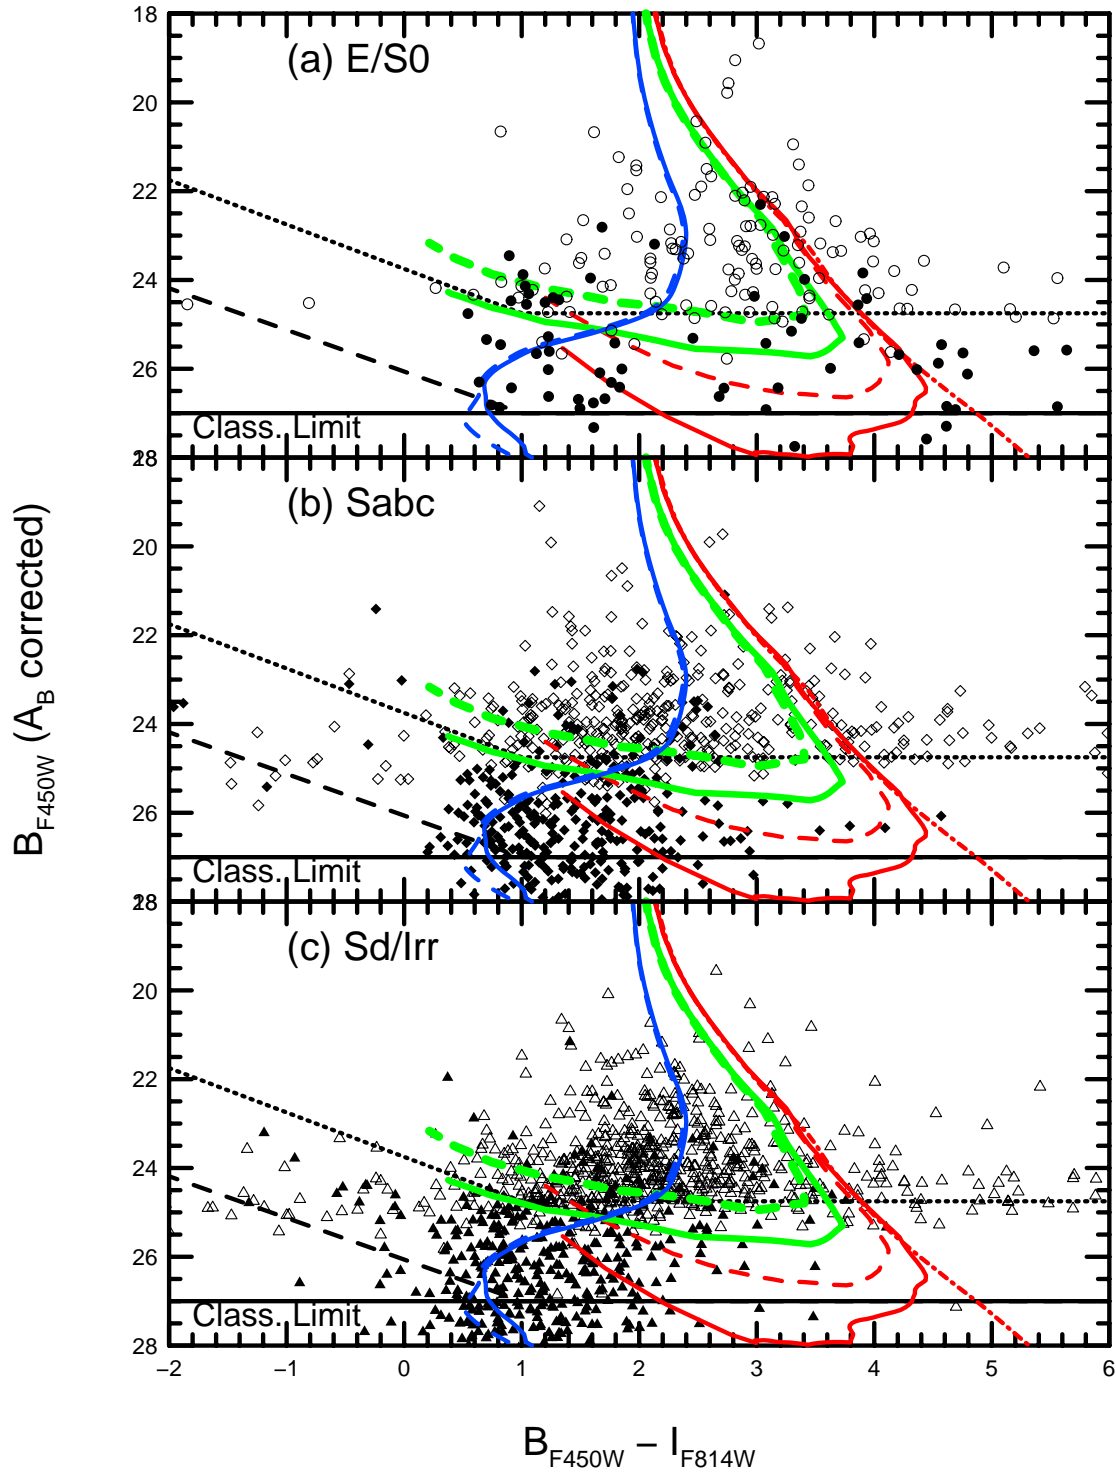 18
(a) E/S0
20
22
24
26
Class. Limit
28
18
(b) Sabc
20
22
24
26
Class. Limit
28
18
(c) Sd/Irr
20
22
24
26
Class. Limit
28
−2 −1 0 1 2 3 4 5 6
B_F450W (A_B corrected)
B_F450W − I_F814W